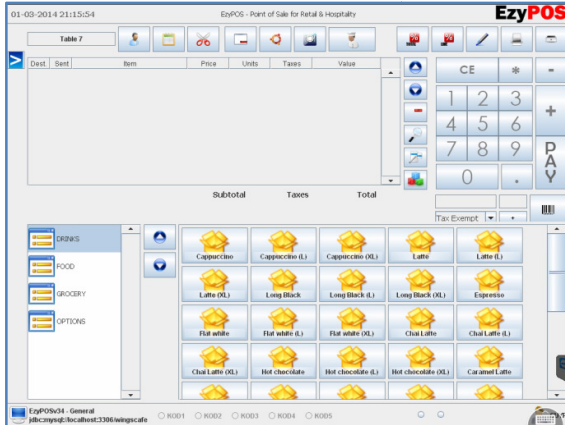 01-03-2014 21:15:54
EzyPOS - Point of Sale for Retail & Hospitality
EzyPOS
Table 7
Dest. Sent Item Price Units Taxes Value
CE * -
1 2 3
+
4 5 6
7 8 9
PAY
0 .
Subtotal Taxes Total
Tax Exempt
DRINKS
FOOD
GROCERY
OPTIONS
Cappuccino Cappuccino (L) Cappuccino (XL) Latte Latte (L)
Latte (XL) Long Black Long Black (L) Long Black (XL) Espresso
Flat white Flat white (L) Flat white (XL) Chai Latte Chai Latte (L)
Chai Latte (XL) Hot chocolate Hot chocolate (L) Hot chocolate (XL) Caramel Latte
EzyPOSv34 - General
jdbc:mysql://localhost:3306/wingscafe
KOD1 KOD2 KOD3 KOD4 KOD5